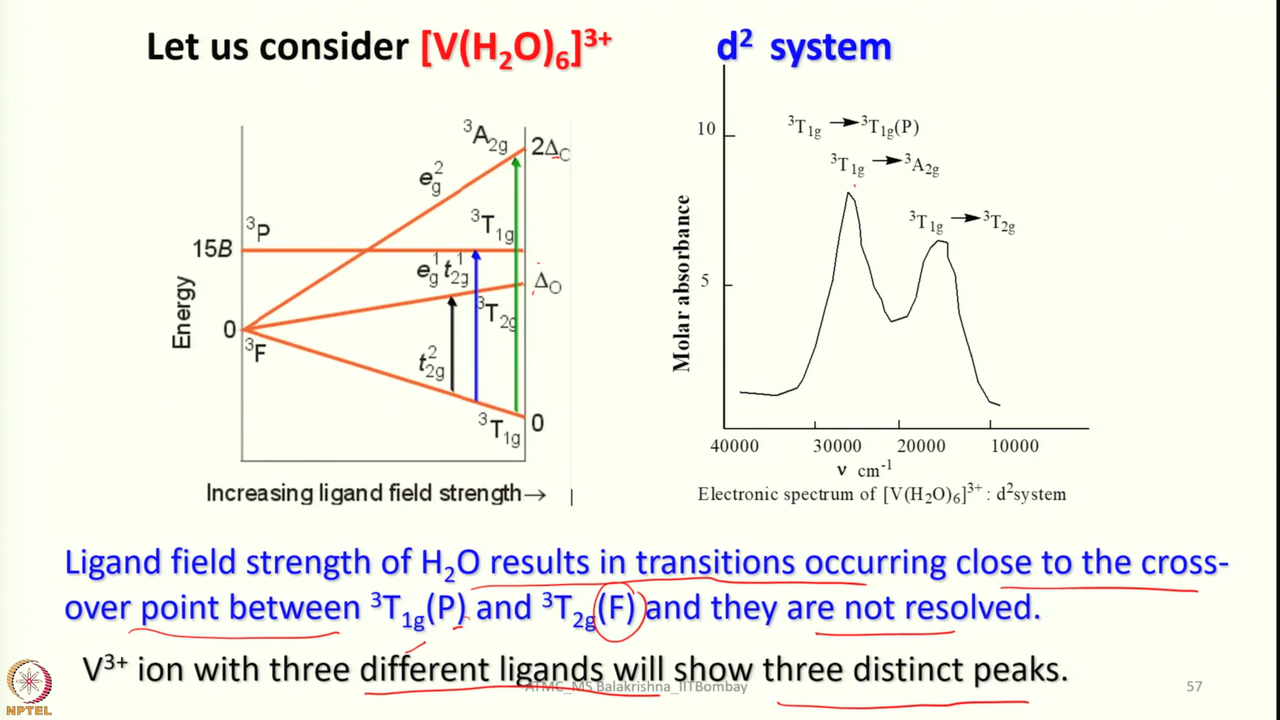 Let us consider [V(H₂O)₆]³⁺ d² system
³A₂g 2Δ₀
e_g²
³P
³T₁g
15B
e_g¹ t₂g¹
Δ₀
³T₂g
0
³F
t₂g²
³T₁g 0
Energy
Increasing ligand field strength→
10
5
Molar absorbance
³T₁g → ³T₁g(P)
³T₁g → ³A₂g
³T₁g → ³T₂g
40000 30000 20000 10000
ν cm⁻¹
Electronic spectrum of [V(H₂O)₆]³⁺ : d²system
Ligand field strength of H₂O results in transitions occurring close to the cross-
over point between ³T₁g(P) and ³T₂g(F) and they are not resolved.
V³⁺ ion with three different ligands will show three distinct peaks.
ATMC_MS Balakrishna_IITBombay
57
NPTEL